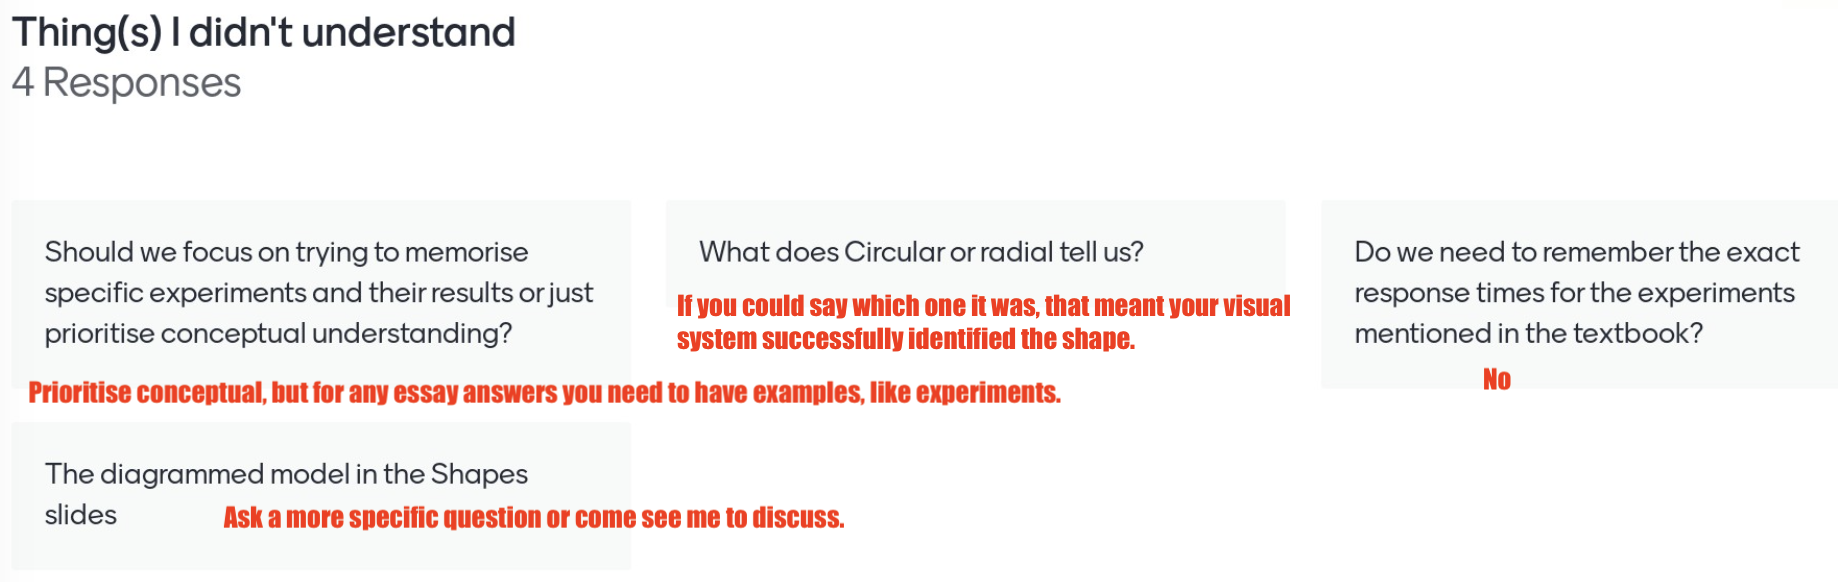 Thing(s) I didn't understand
4 Responses
Should we focus on trying to memorise
specific experiments and their results or just
prioritise conceptual understanding?
Prioritise conceptual, but for any essay answers you need to have examples, like experiments.
What does Circular or radial tell us?
If you could say which one it was, that meant your visual
system successfully identified the shape.
Do we need to remember the exact
response times for the experiments
mentioned in the textbook?
No
The diagrammed model in the Shapes
slides
Ask a more specific question or come see me to discuss.